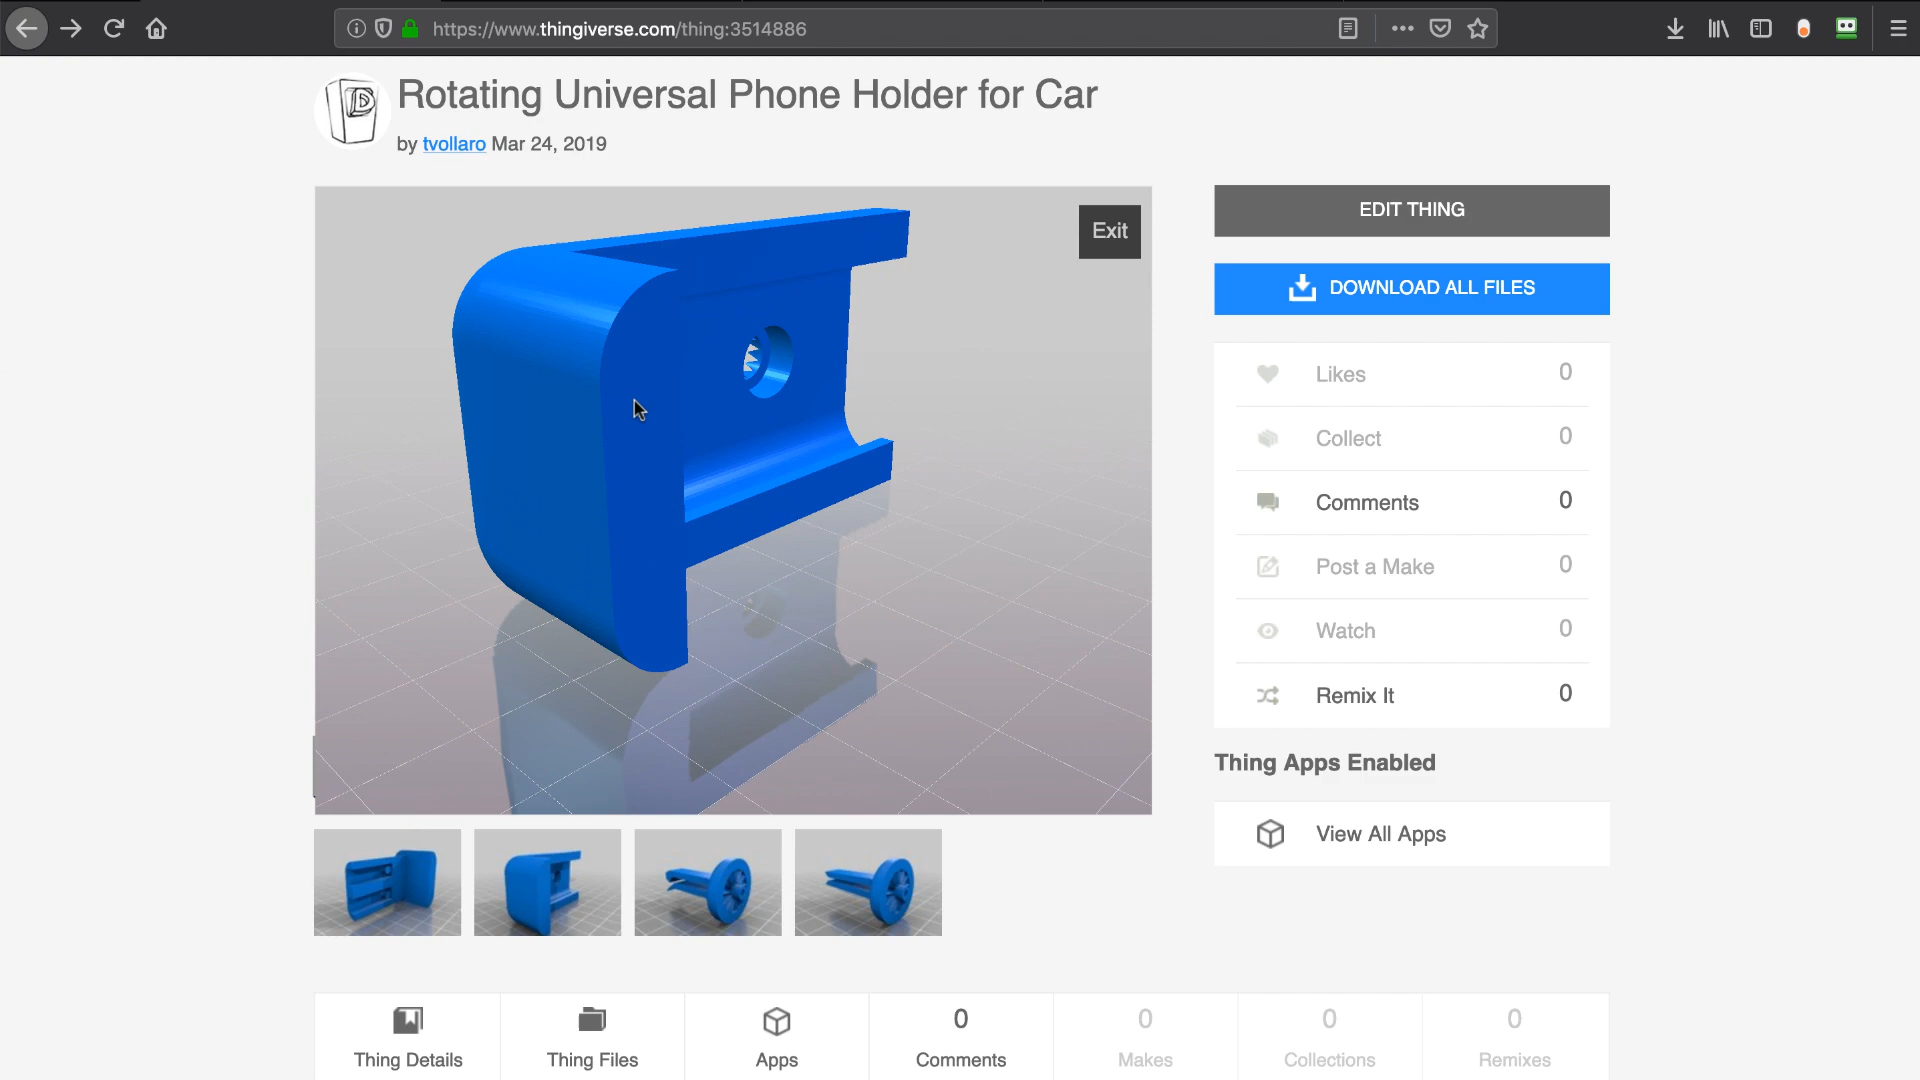 https://www.thingiverse.com/thing:3514886
Rotating Universal Phone Holder for Car
by tvollaro Mar 24, 2019
Exit
EDIT THING
DOWNLOAD ALL FILES
Likes 0
Collect 0
Comments 0
Post a Make 0
Watch 0
Remix It 0
Thing Apps Enabled
View All Apps
Thing Details
Thing Files
Apps
0
Comments
0
Makes
0
Collections
0
Remixes